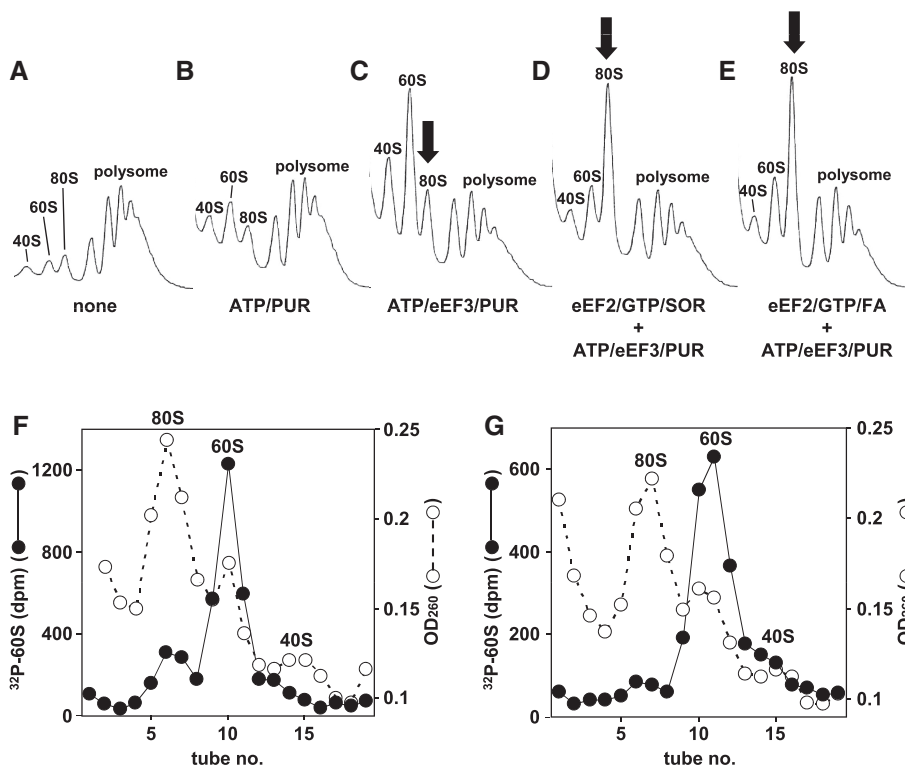 A B C D E
40S 60S 80S polysome
none
40S 60S 80S polysome
ATP/PUR
40S 60S 80S polysome
ATP/eEF3/PUR
40S 60S 80S polysome
eEF2/GTP/SOR
+
ATP/eEF3/PUR
40S 60S 80S polysome
eEF2/GTP/FA
+
ATP/eEF3/PUR
F
80S
60S
40S
32P-60S (dpm) ( )
1200
800
400
0
5 10 15
tube no.
0.25
0.2
0.15
0.1
OD260 ( )
G
80S
60S
40S
32P-60S (dpm) ( )
600
400
200
0
5 10 15
tube no.
0.25
0.2
0.15
0.1
OD260 (